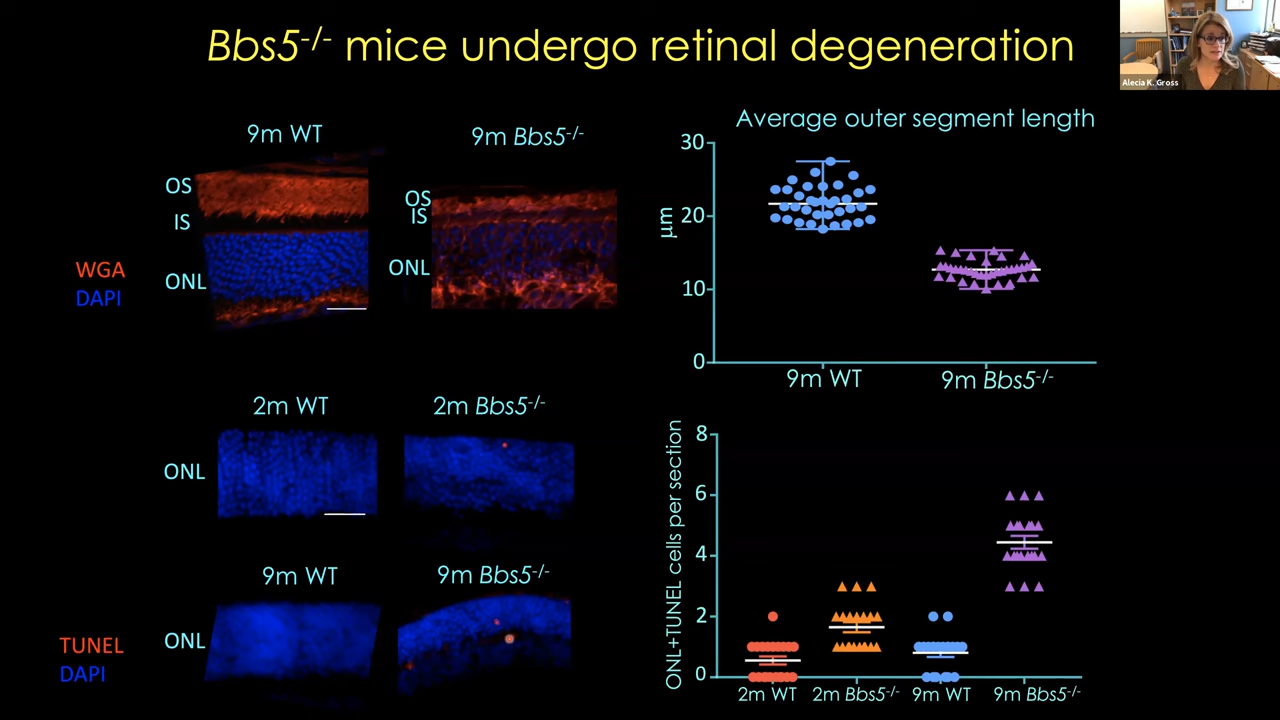 Bbs5-/- mice undergo retinal degeneration
Alecia K. Gross
9m WT
9m Bbs5-/-
OS
IS
ONL
OS
IS
ONL
WGA
DAPI
Average outer segment length
30
20
10
0
μm
9m WT
9m Bbs5-/-
2m WT
2m Bbs5-/-
ONL
9m WT
9m Bbs5-/-
ONL
TUNEL
DAPI
ONL+TUNEL cells per section
8
6
4
2
0
2m WT
2m Bbs5-/-
9m WT
9m Bbs5-/-